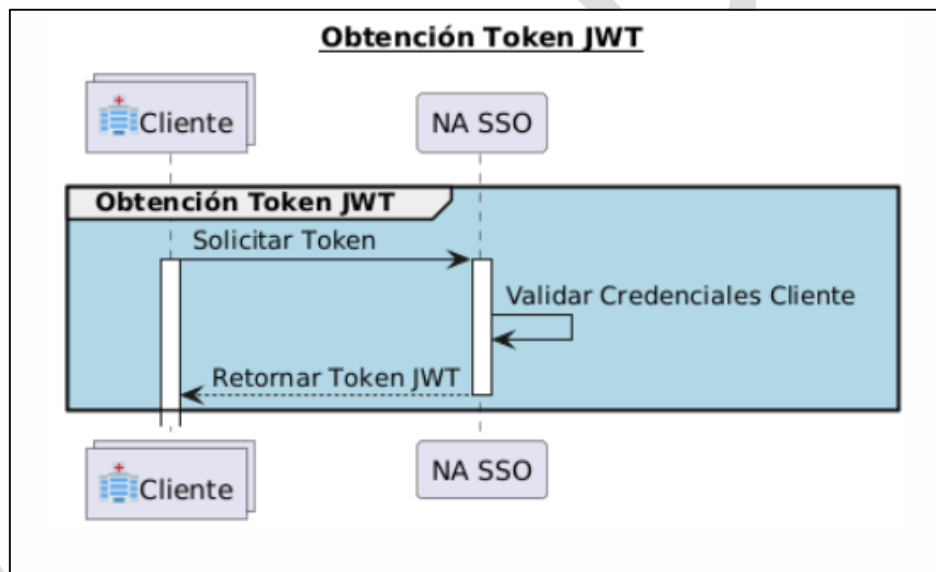 Obtención Token JWT
Cliente
NA SSO
Obtención Token JWT
Solicitar Token
Validar Credenciales Cliente
Retornar Token JWT
Cliente
NA SSO